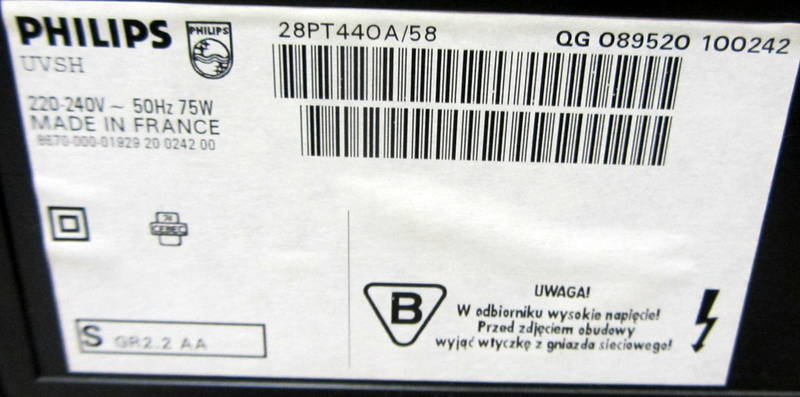 PHILIPS
PHILIPS
28PT440A/58
QG 089520 100242
UVSH
220-240V ~ 50Hz 75W
MADE IN FRANCE
8670-000-01929 20 0242 00
CEBEC
B
UWAGA!
W odbiorniku wysokie napięcie!
Przed zdjęciem obudowy
wyjąć wtyczkę z gniazda sieciowego!
S GR2.2 AA